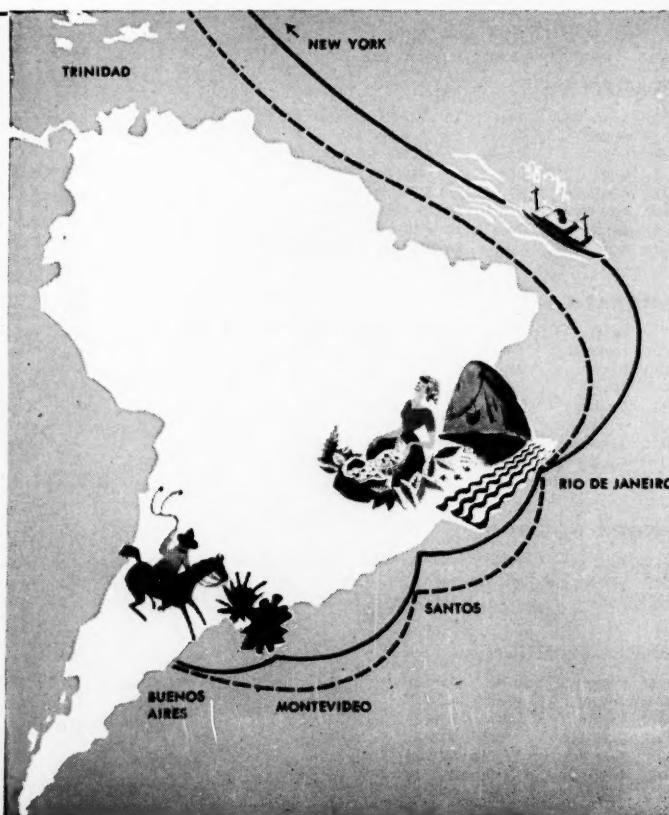 NEW YORK
TRINIDAD
RIO DE JANEIRO
SANTOS
BUENOS
AIRES
MONTEVIDEO